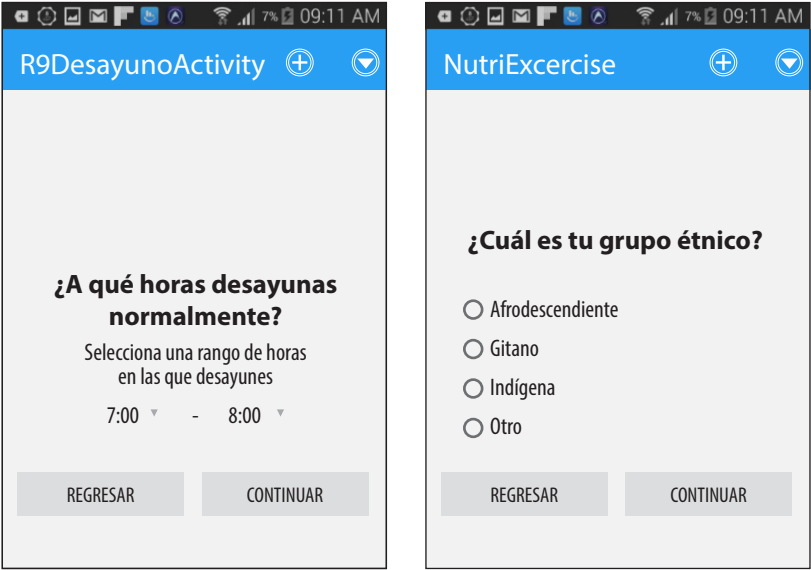 7% 09:11 AM
R9DesayunoActivity
¿A qué horas desayunas
normalmente?
Selecciona una rango de horas
en las que desayunes
7:00 - 8:00
REGRESAR CONTINUAR
7% 09:11 AM
NutriExcercise
¿Cuál es tu grupo étnico?
Afrodescendiente
Gitano
Indígena
Otro
REGRESAR CONTINUAR